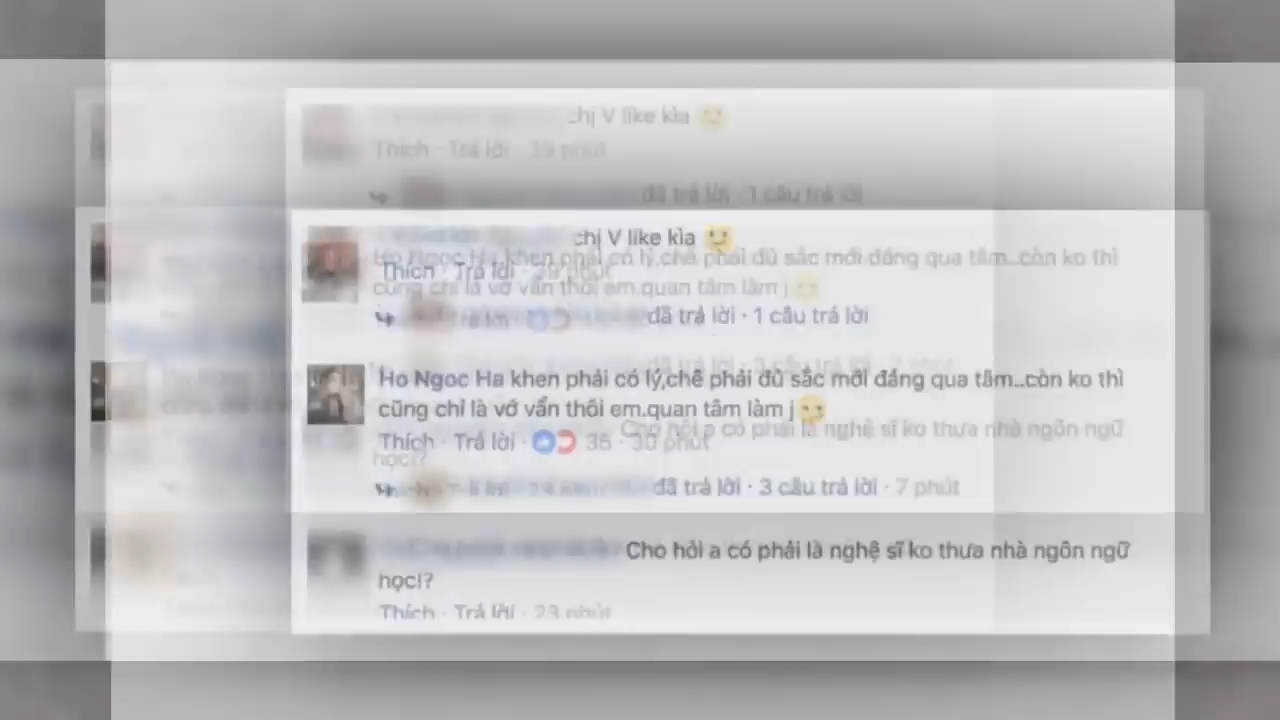 chị V like kìa
Thích · Trả lời · 29 phút
đã trả lời · 1 câu trả lời
Ho Ngoc Ha khen phải có lý,chê phải đủ sắc mới đáng qua tâm..còn ko thì
cũng chỉ là vớ vẩn thôi em.quan tâm làm j
Thích · Trả lời · 36 · 30 phút
đã trả lời · 3 câu trả lời · 7 phút
Cho hỏi a có phải là nghệ sĩ ko thưa nhà ngôn ngữ
học!?
Thích · Trả lời · 23 phút